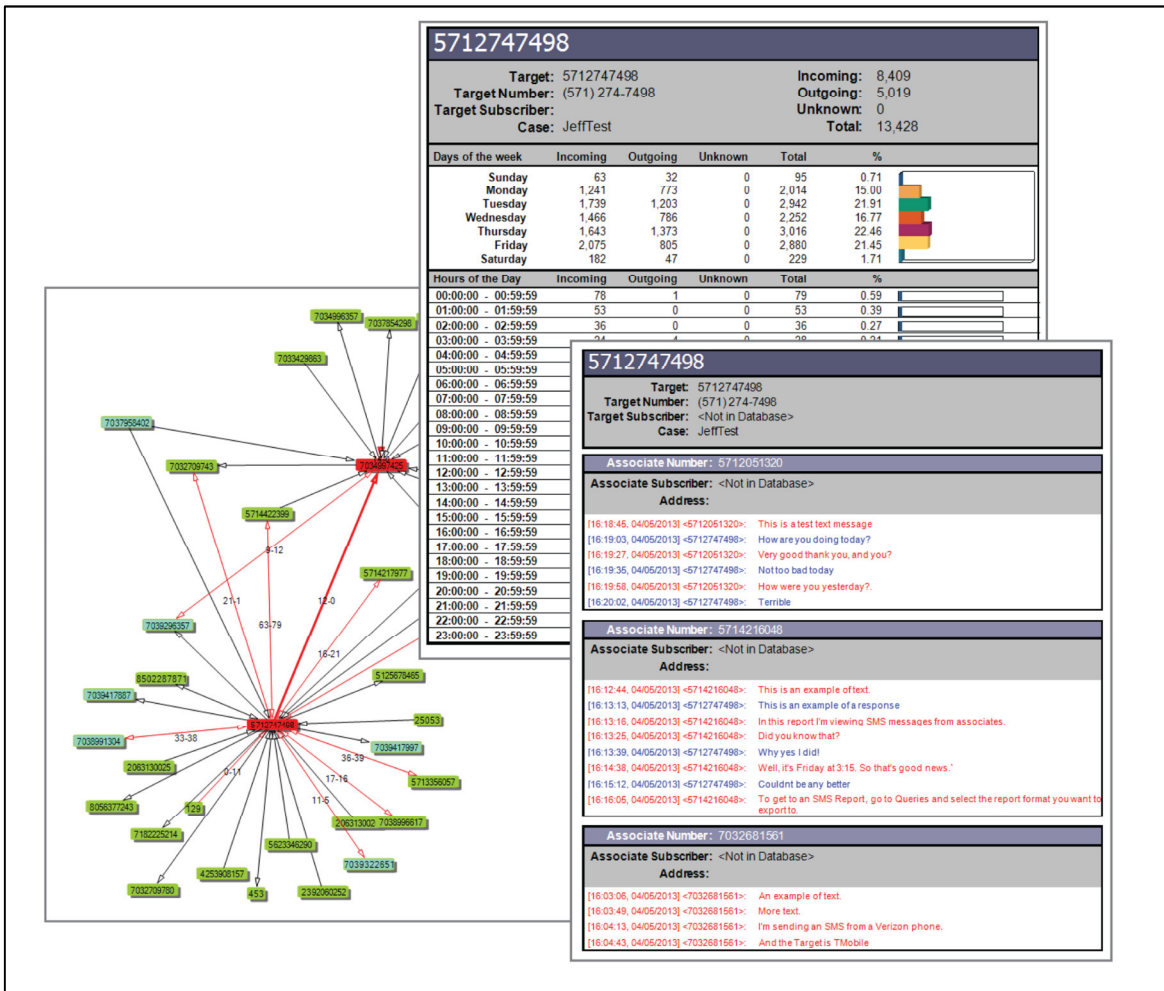 5712747498
Target: 5712747498
Target Number: (571) 274-7498
Target Subscriber:
Case: JeffTest
Incoming: 8,409
Outgoing: 5,019
Unknown: 0
Total: 13,428
Days of the week Incoming Outgoing Unknown Total %
Sunday 63 32 0 95 0.71
Monday 1,241 773 0 2,014 15.00
Tuesday 1,739 1,203 0 2,942 21.91
Wednesday 1,466 786 0 2,252 16.77
Thursday 1,643 1,373 0 3,016 22.46
Friday 2,075 805 0 2,880 21.45
Saturday 182 47 0 229 1.71
Hours of the Day Incoming Outgoing Unknown Total %
00:00:00 - 00:59:59 78 1 0 79 0.59
01:00:00 - 01:59:59 53 0 0 53 0.39
02:00:00 - 02:59:59 36 0 0 36 0.27
03:00:00 - 03:59:59
04:00:00 - 04:59:59
05:00:00 - 05:59:59
06:00:00 - 06:59:59
07:00:00 - 07:59:59
08:00:00 - 08:59:59
09:00:00 - 09:59:59
10:00:00 - 10:59:59
11:00:00 - 11:59:59
12:00:00 - 12:59:59
13:00:00 - 13:59:59
14:00:00 - 14:59:59
15:00:00 - 15:59:59
16:00:00 - 16:59:59
17:00:00 - 17:59:59
18:00:00 - 18:59:59
19:00:00 - 19:59:59
20:00:00 - 20:59:59
21:00:00 - 21:59:59
22:00:00 - 22:59:59
23:00:00 - 23:59:59
5712747498
Target: 5712747498
Target Number: (571) 274-7498
Target Subscriber: <Not in Database>
Case: JeffTest
Associate Number: 5712051320
Associate Subscriber: <Not in Database>
Address:
[16:18:45, 04/05/2013] <5712051320>: This is a test text message
[16:19:03, 04/05/2013] <5712747498>: How are you doing today?
[16:19:27, 04/05/2013] <5712051320>: Very good thank you, and you?
[16:19:35, 04/05/2013] <5712747498>: Not too bad today
[16:19:58, 04/05/2013] <5712051320>: How were you yesterday?.
[16:20:02, 04/05/2013] <5712747498>: Terrible
Associate Number: 5714216048
Associate Subscriber: <Not in Database>
Address:
[16:12:44, 04/05/2013] <5714216048>: This is an example of text.
[16:13:13, 04/05/2013] <5712747498>: This is an example of a response
[16:13:16, 04/05/2013] <5714216048>: In this report I'm viewing SMS messages from associates.
[16:13:25, 04/05/2013] <5714216048>: Did you know that?
[16:13:39, 04/05/2013] <5712747498>: Why yes I did!
[16:14:38, 04/05/2013] <5714216048>: Well, it's Friday at 3:15. So that's good news."
[16:15:12, 04/05/2013] <5712747498>: Couldnt be any better
[16:16:05, 04/05/2013] <5714216048>: To get to an SMS Report, go to Queries and select the report format you want to
export to.
Associate Number: 7032681561
Associate Subscriber: <Not in Database>
Address:
[16:03:06, 04/05/2013] <7032681561>: An example of text.
[16:03:49, 04/05/2013] <7032681561>: More text.
[16:04:13, 04/05/2013] <7032681561>: I'm sending an SMS from a Verizon phone.
[16:04:43, 04/05/2013] <7032681561>: And the Target is TMobile
7034996357
7037854298
7033429883
7037958402
7032709743
7034997425
5714422399
9-12
5714217977
21-1
12-0
63-79
7039296357
16-21
8502287871
5125678465
7039417887
25053
5712747498
7038991304
33-38
7039417997
2063130025
0-11
36-39
5713356057
17-16
8056377243
129
11-5
206313002
7038996617
7182225214
5623346290
7039322651
4253908157
7032709780
453
2392060252